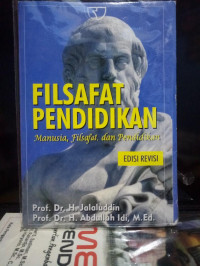 FILSAFAT
PENDIDIKAN
Manusia, Filsafat, dan Pendidikan
EDISI REVISI
Prof. Dr. H. Jalaluddin
Prof. Dr. H. Abdullah Idi, M.Ed.